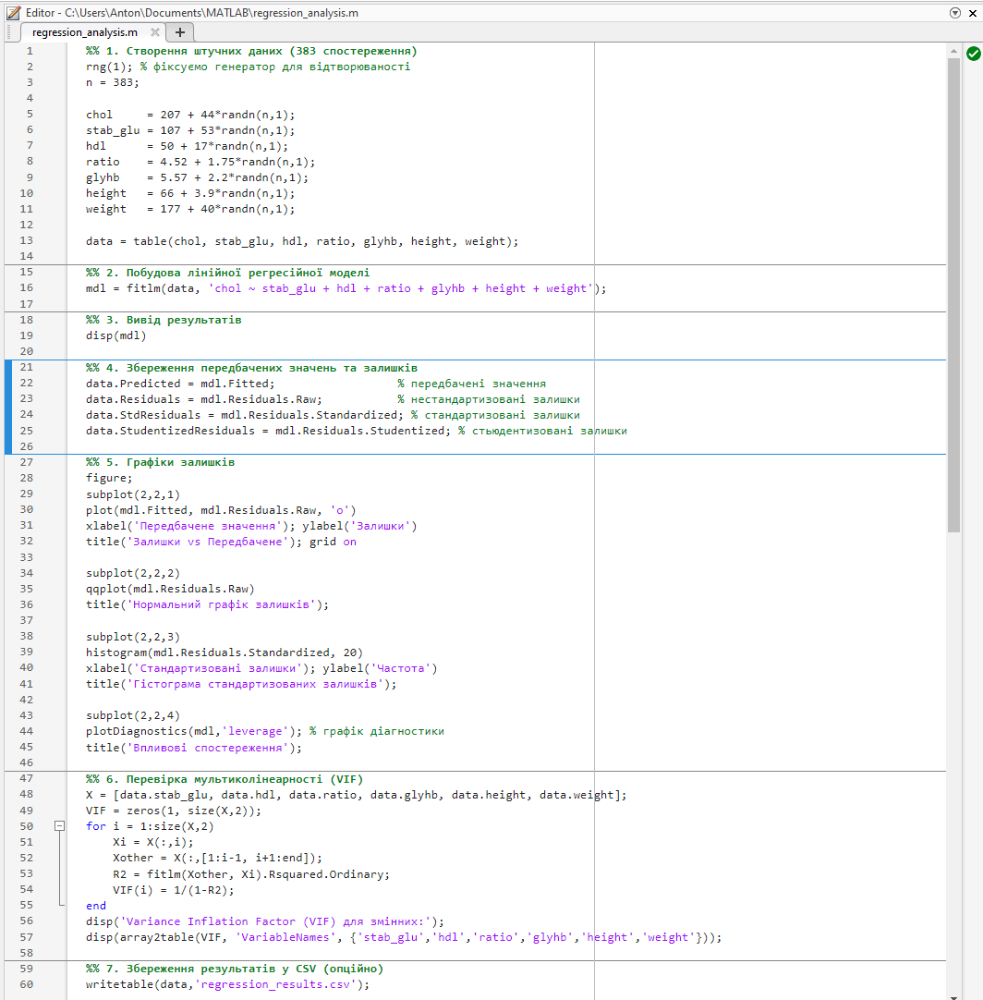 Editor - C:\Users\Anton\Documents\MATLAB\regression_analysis.m
regression_analysis.m
1 %% 1. Створення штучних даних (383 спостереження)
2 rng(1); % фіксуємо генератор для відтворюваності
3 n = 383;
4
5 chol     = 207 + 44*randn(n,1);
6 stab_glu = 107 + 53*randn(n,1);
7 hdl      = 50 + 17*randn(n,1);
8 ratio    = 4.52 + 1.75*randn(n,1);
9 glyhb    = 5.57 + 2.2*randn(n,1);
10 height   = 66 + 3.9*randn(n,1);
11 weight   = 177 + 40*randn(n,1);
12
13 data = table(chol, stab_glu, hdl, ratio, glyhb, height, weight);
14
15 %% 2. Побудова лінійної регресійної моделі
16 mdl = fitlm(data, 'chol ~ stab_glu + hdl + ratio + glyhb + height + weight');
17
18 %% 3. Вивід результатів
19 disp(mdl)
20
21 %% 4. Збереження передбачених значень та залишків
22 data.Predicted = mdl.Fitted;                  % передбачені значення
23 data.Residuals = mdl.Residuals.Raw;           % нестандартизовані залишки
24 data.StdResiduals = mdl.Residuals.Standardized; % стандартизовані залишки
25 data.StudentizedResiduals = mdl.Residuals.Studentized; % стьюдентизовані залишки
26
27 %% 5. Графіки залишків
28 figure;
29 subplot(2,2,1)
30 plot(mdl.Fitted, mdl.Residuals.Raw, 'o')
31 xlabel('Передбачене значення'); ylabel('Залишки')
32 title('Залишки vs Передбачене'); grid on
33
34 subplot(2,2,2)
35 qqplot(mdl.Residuals.Raw)
36 title('Нормальний графік залишків');
37
38 subplot(2,2,3)
39 histogram(mdl.Residuals.Standardized, 20)
40 xlabel('Стандартизовані залишки'); ylabel('Частота')
41 title('Гістограма стандартизованих залишків');
42
43 subplot(2,2,4)
44 plotDiagnostics(mdl,'leverage'); % графік діагностики
45 title('Впливові спостереження');
46
47 %% 6. Перевірка мультиколінеарності (VIF)
48 X = [data.stab_glu, data.hdl, data.ratio, data.glyhb, data.height, data.weight];
49 VIF = zeros(1, size(X,2));
50 for i = 1:size(X,2)
51     Xi = X(:,i);
52     Xother = X(:,[1:i-1, i+1:end]);
53     R2 = fitlm(Xother, Xi).Rsquared.Ordinary;
54     VIF(i) = 1/(1-R2);
55 end
56 disp('Variance Inflation Factor (VIF) для змінних:');
57 disp(array2table(VIF, 'VariableNames', {'stab_glu','hdl','ratio','glyhb','height','weight'}));
58
59 %% 7. Збереження результатів у CSV (опційно)
60 writetable(data,'regression_results.csv');